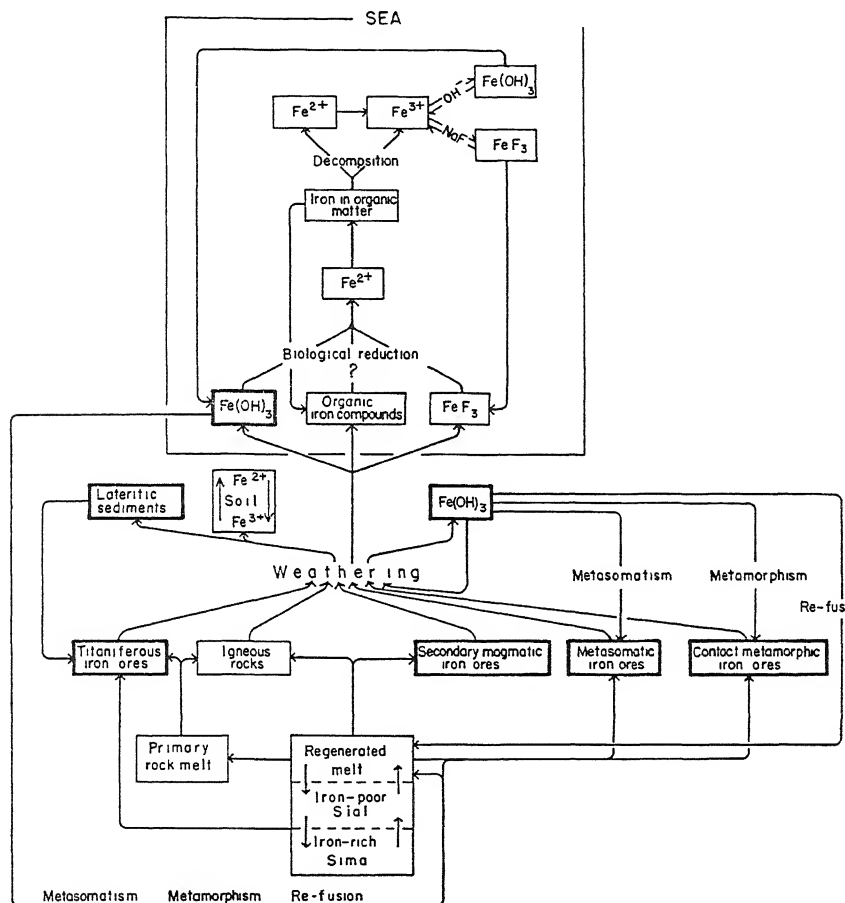 SEA
Fe(OH)3
Fe2+
Fe3+
OH
NaF
FeF3
Decomposition
Iron in organic
matter
Fe2+
Biological reduction
?
Fe(OH)3
Organic
iron compounds
FeF3
Lateritic
sediments
Fe2+
Soil
Fe3+
Fe(OH)3
Weathering
Metasomatism
Metamorphism
Re-fus
Titaniferous
iron ores
Igneous
rocks
Secondary magmatic
iron ores
Metasomatic
iron ores
Contact metamorphic
iron ores
Primary
rock melt
Regenerated
melt
Iron-poor
Sial
Iron-rich
Sima
Metasomatism Metamorphism Re-fusion